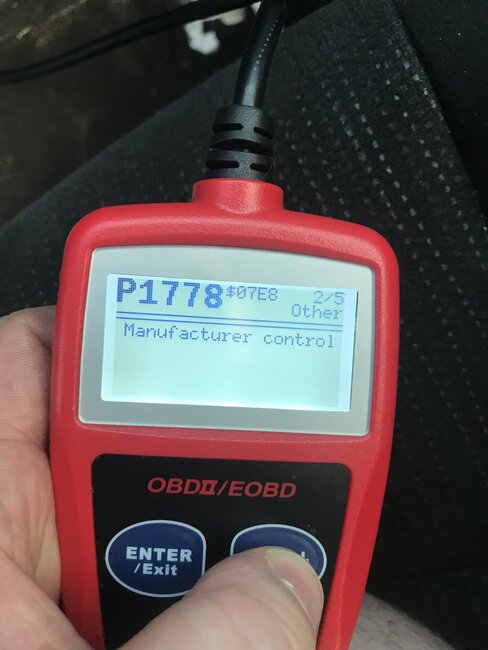 P1778 $07E8 2/5
Other
Manufacturer control
OBDII/EOBD
ENTER
/Exit